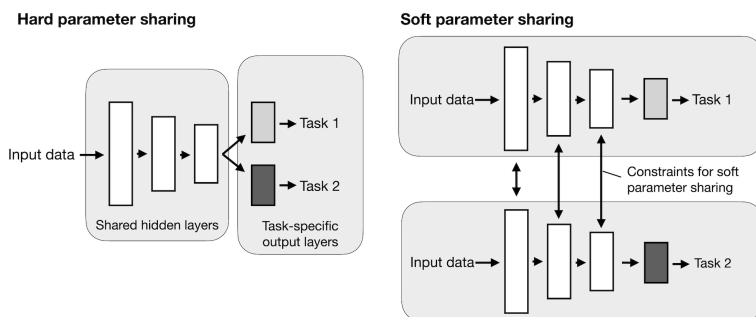 Hard parameter sharing
Input data
Shared hidden layers
Task 1
Task 2
Task-specific
output layers
Soft parameter sharing
Input data
Task 1
Constraints for soft
parameter sharing
Input data
Task 2